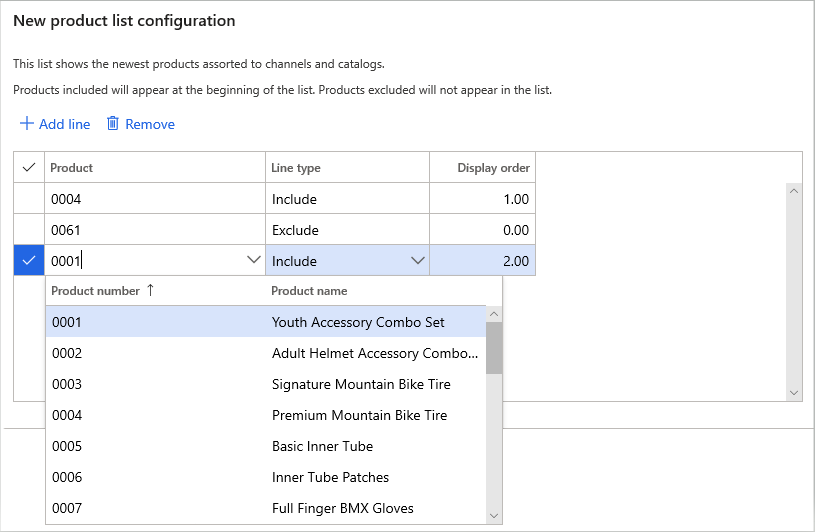 New product list configuration
This list shows the newest products assorted to channels and catalogs.
Products included will appear at the beginning of the list. Products excluded will not appear in the list.
Add line Remove
Product Line type Display order
0004 Include 1.00
0061 Exclude 0.00
0001 Include 2.00
Product number ↑ Product name
0001 Youth Accessory Combo Set
0002 Adult Helmet Accessory Combo...
0003 Signature Mountain Bike Tire
0004 Premium Mountain Bike Tire
0005 Basic Inner Tube
0006 Inner Tube Patches
0007 Full Finger BMX Gloves